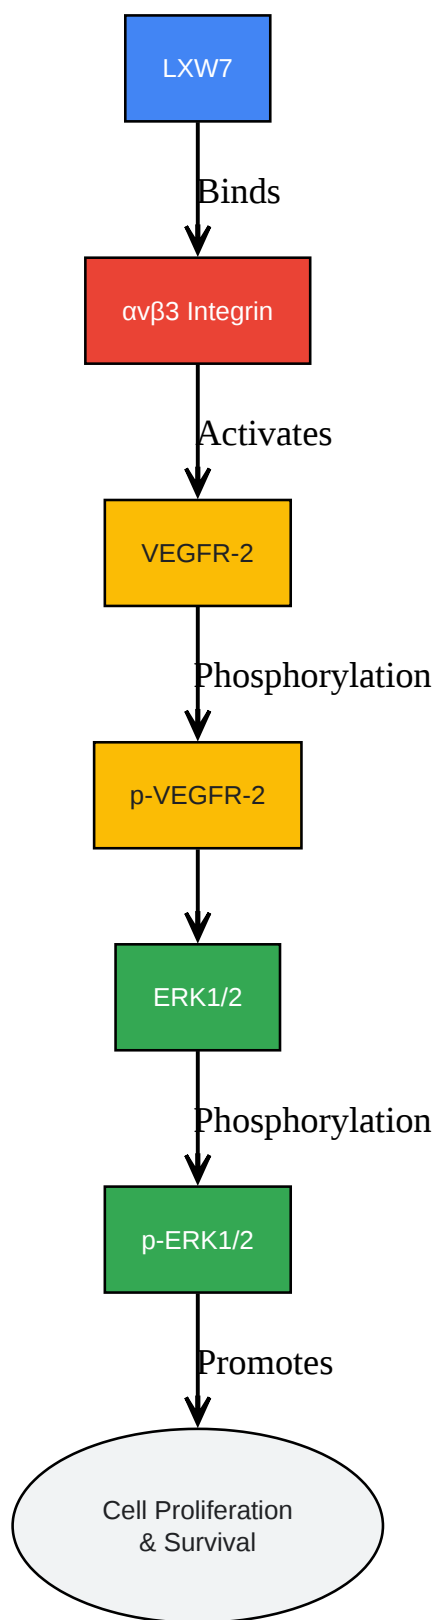 LXW7
Binds
αvβ3 Integrin
Activates
VEGFR-2
Phosphorylation
p-VEGFR-2
ERK1/2
Phosphorylation
p-ERK1/2
Promotes
Cell Proliferation
& Survival